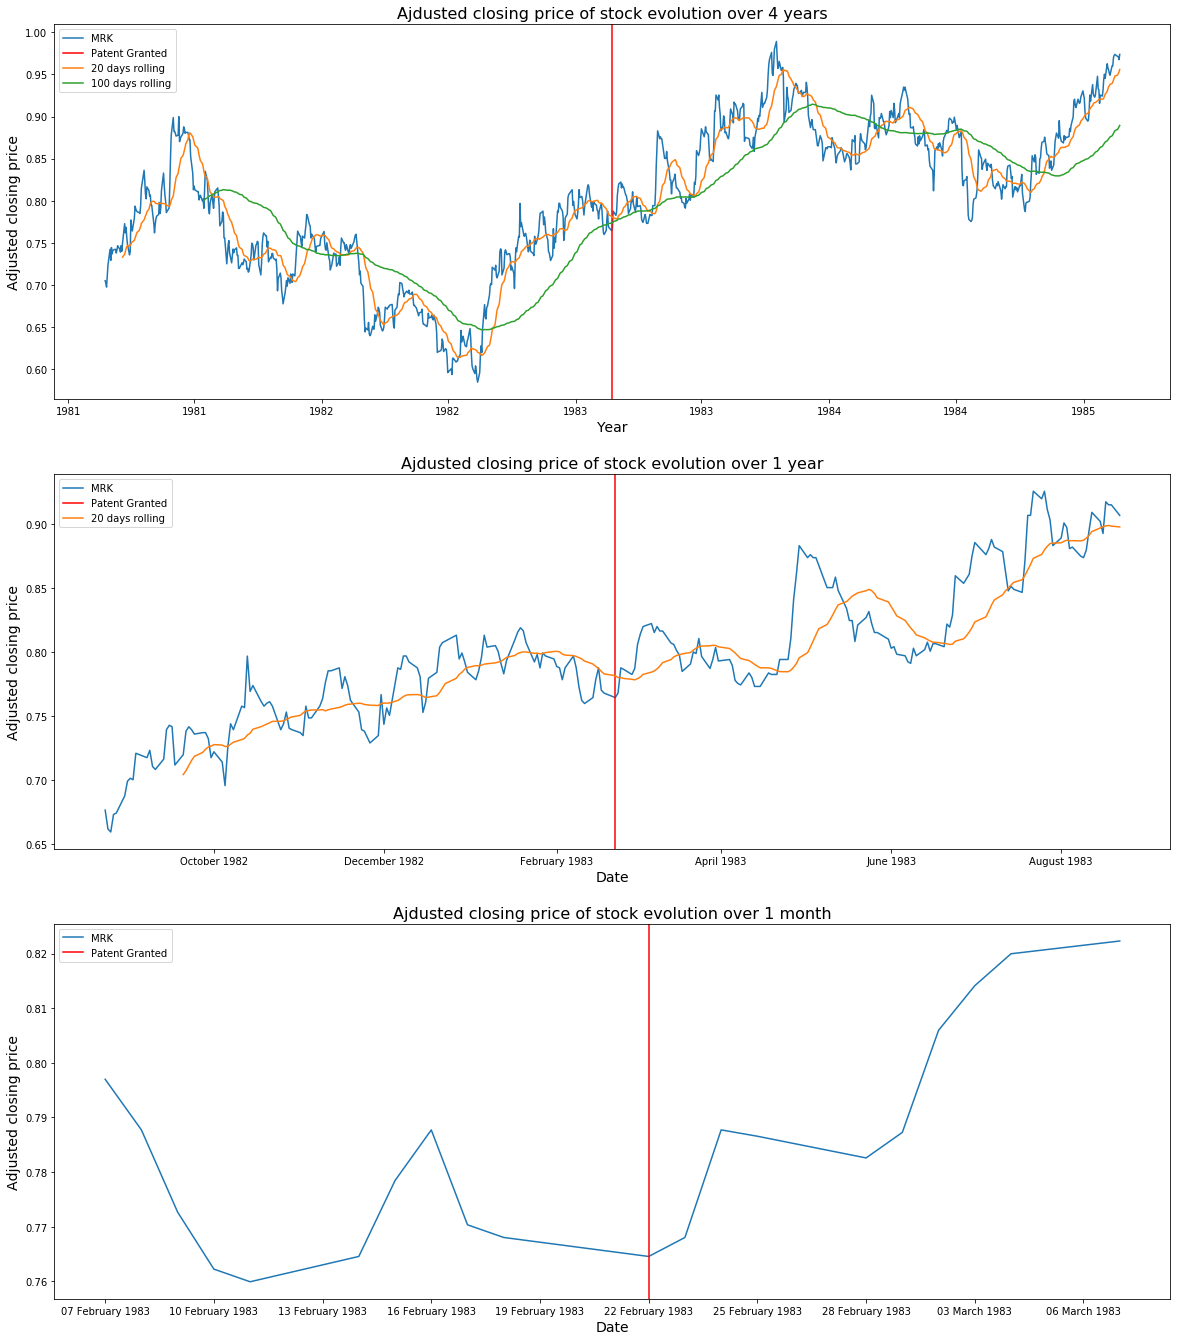 Ajdusted closing price of stock evolution over 4 years
MRK
Patent Granted
20 days rolling
100 days rolling
Adjusted closing price
1.00
0.95
0.90
0.85
0.80
0.75
0.70
0.65
0.60
1981 1981 1982 1982 1983 1983 1984 1984 1985
Year
Ajdusted closing price of stock evolution over 1 year
MRK
Patent Granted
20 days rolling
Adjusted closing price
0.90
0.85
0.80
0.75
0.70
0.65
October 1982 December 1982 February 1983 April 1983 June 1983 August 1983
Date
Ajdusted closing price of stock evolution over 1 month
MRK
Patent Granted
Adjusted closing price
0.82
0.81
0.80
0.79
0.78
0.77
0.76
07 February 1983 10 February 1983 13 February 1983 16 February 1983 19 February 1983 22 February 1983 25 February 1983 28 February 1983 03 March 1983 06 March 1983
Date